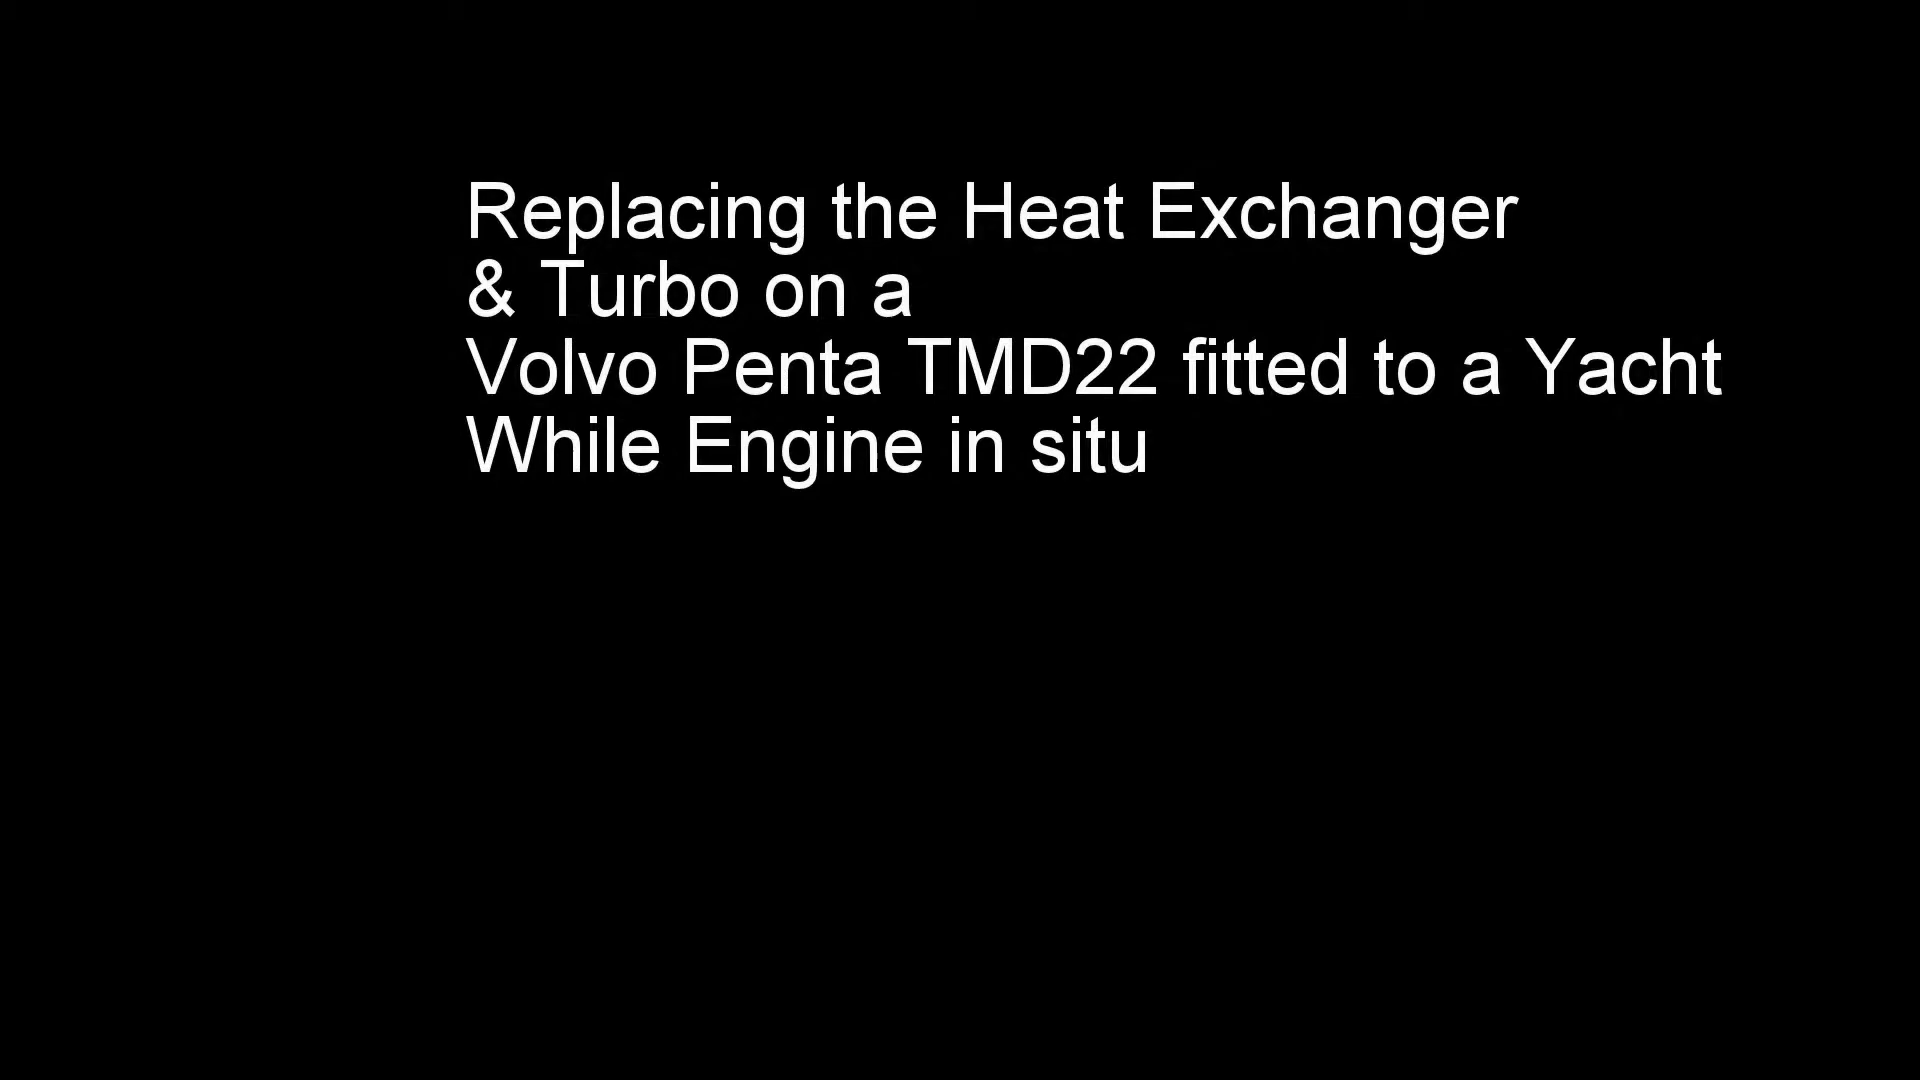 Replacing the Heat Exchanger
& Turbo on a
Volvo Penta TMD22 fitted to a Yacht
While Engine in situ